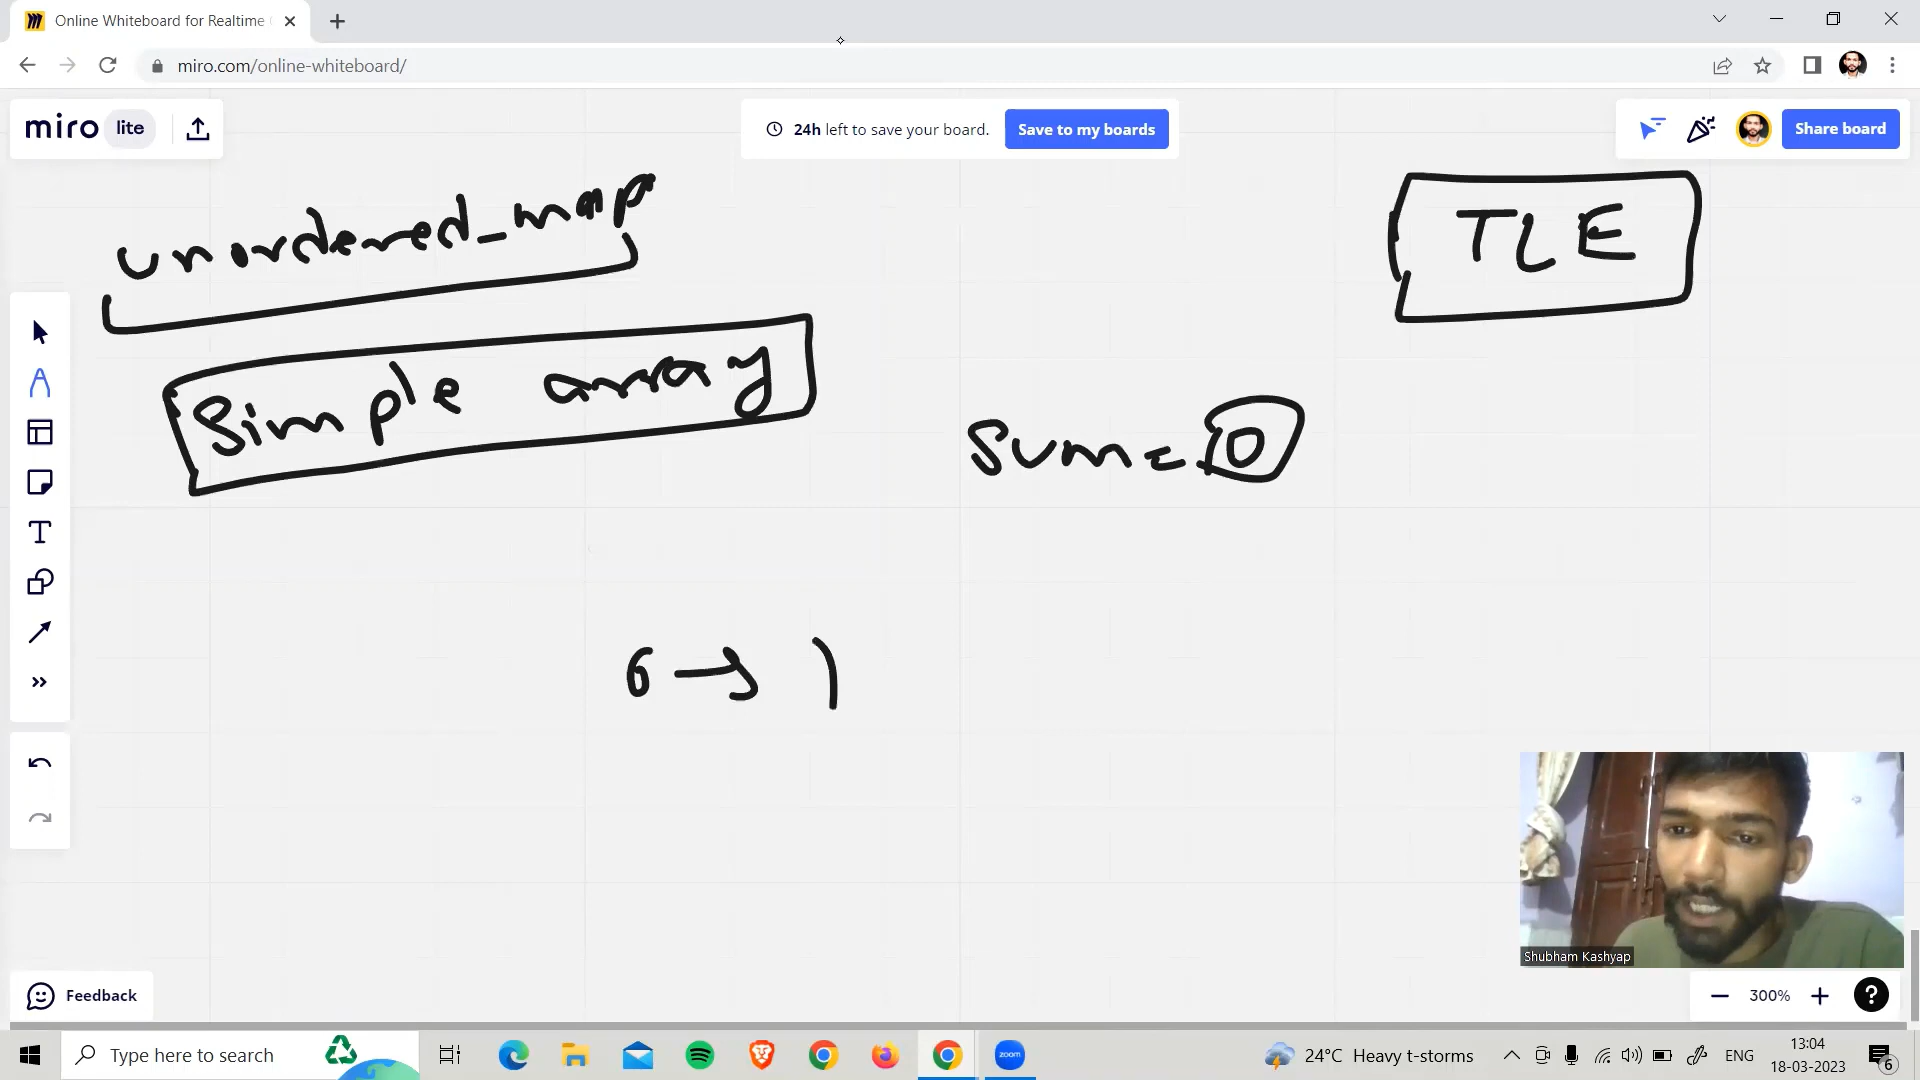 Online Whiteboard for Realtime
miro.com/online-whiteboard/
miro lite
24h left to save your board.
Save to my boards
Share board
unordered_map
TLE
Simple array
Sum = 0
6 → 1
Shubham Kashyap
Feedback
300%
?
Type here to search
zoom
24°C Heavy t-storms
ENG
13:04
18-03-2023
6